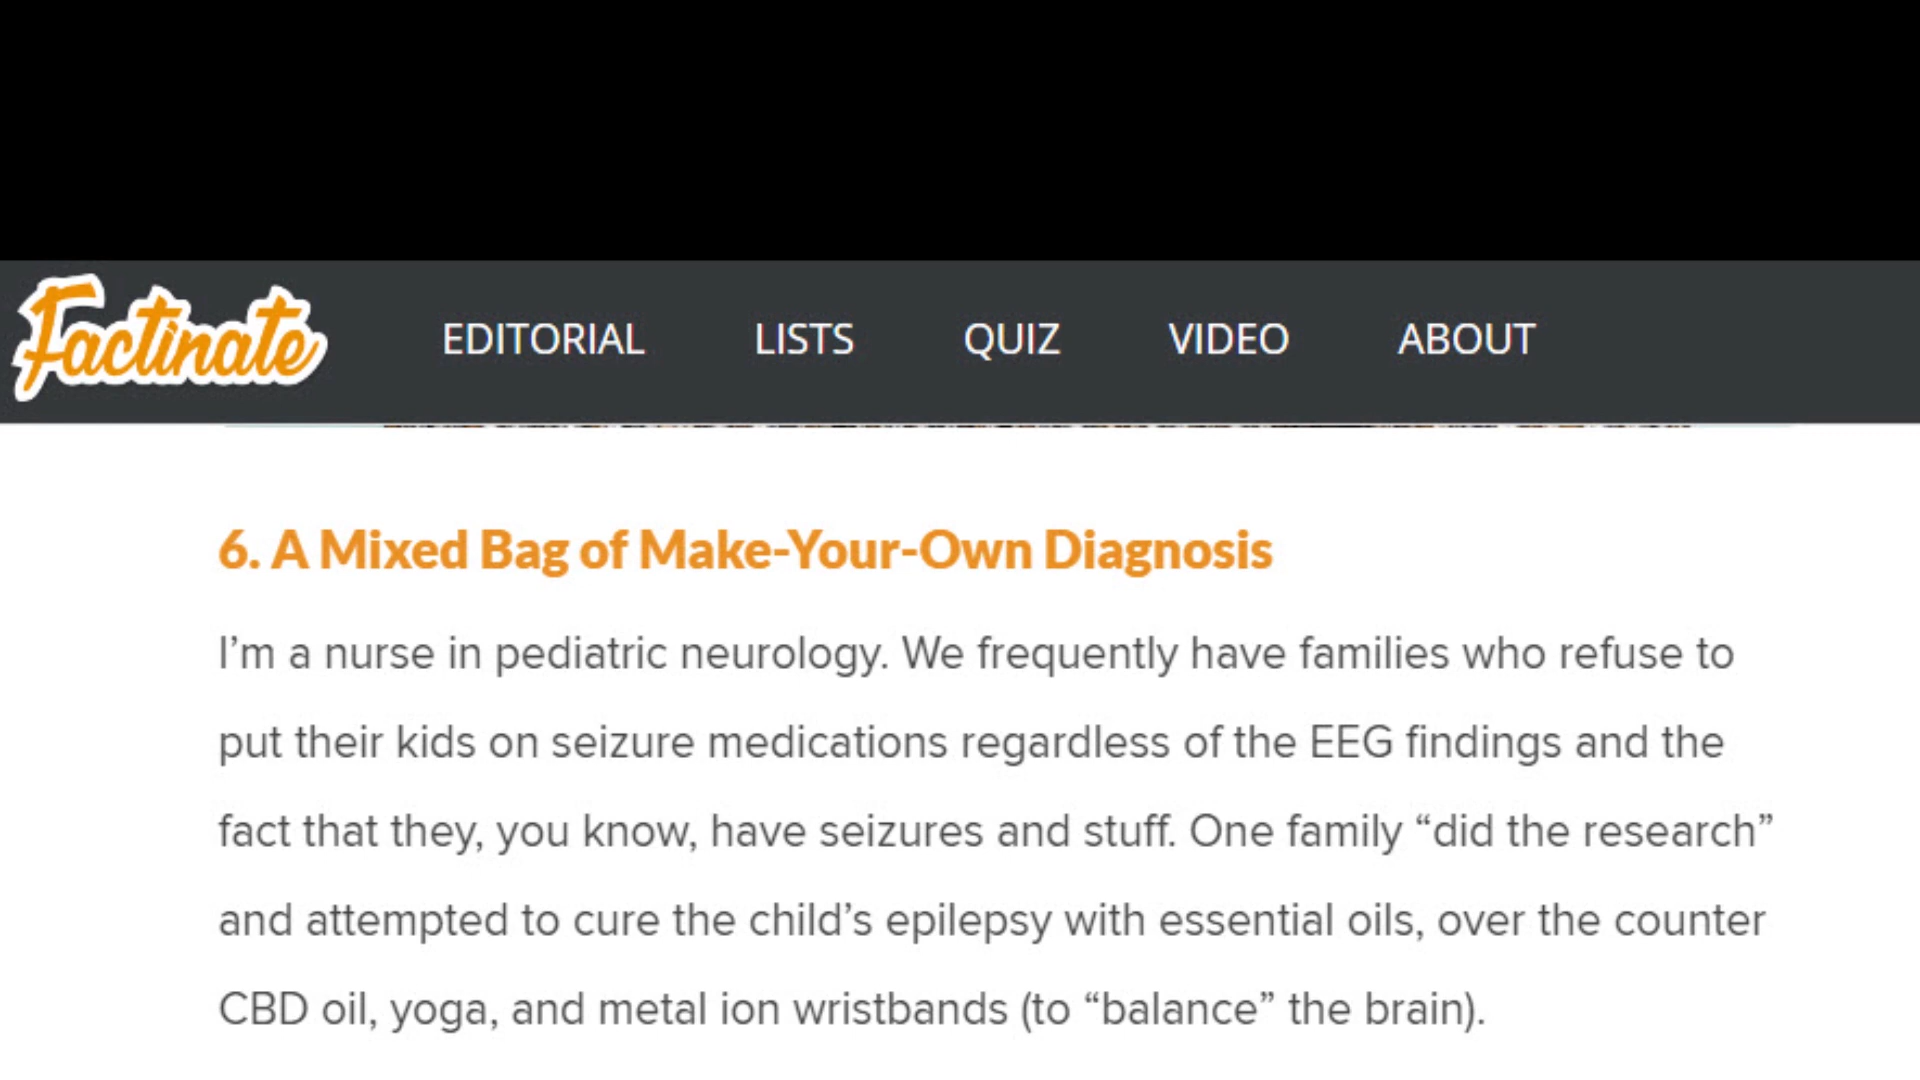 Factinate EDITORIAL LISTS QUIZ VIDEO ABOUT
6. A Mixed Bag of Make-Your-Own Diagnosis
I’m a nurse in pediatric neurology. We frequently have families who refuse to
put their kids on seizure medications regardless of the EEG findings and the
fact that they, you know, have seizures and stuff. One family “did the research”
and attempted to cure the child’s epilepsy with essential oils, over the counter
CBD oil, yoga, and metal ion wristbands (to “balance” the brain).